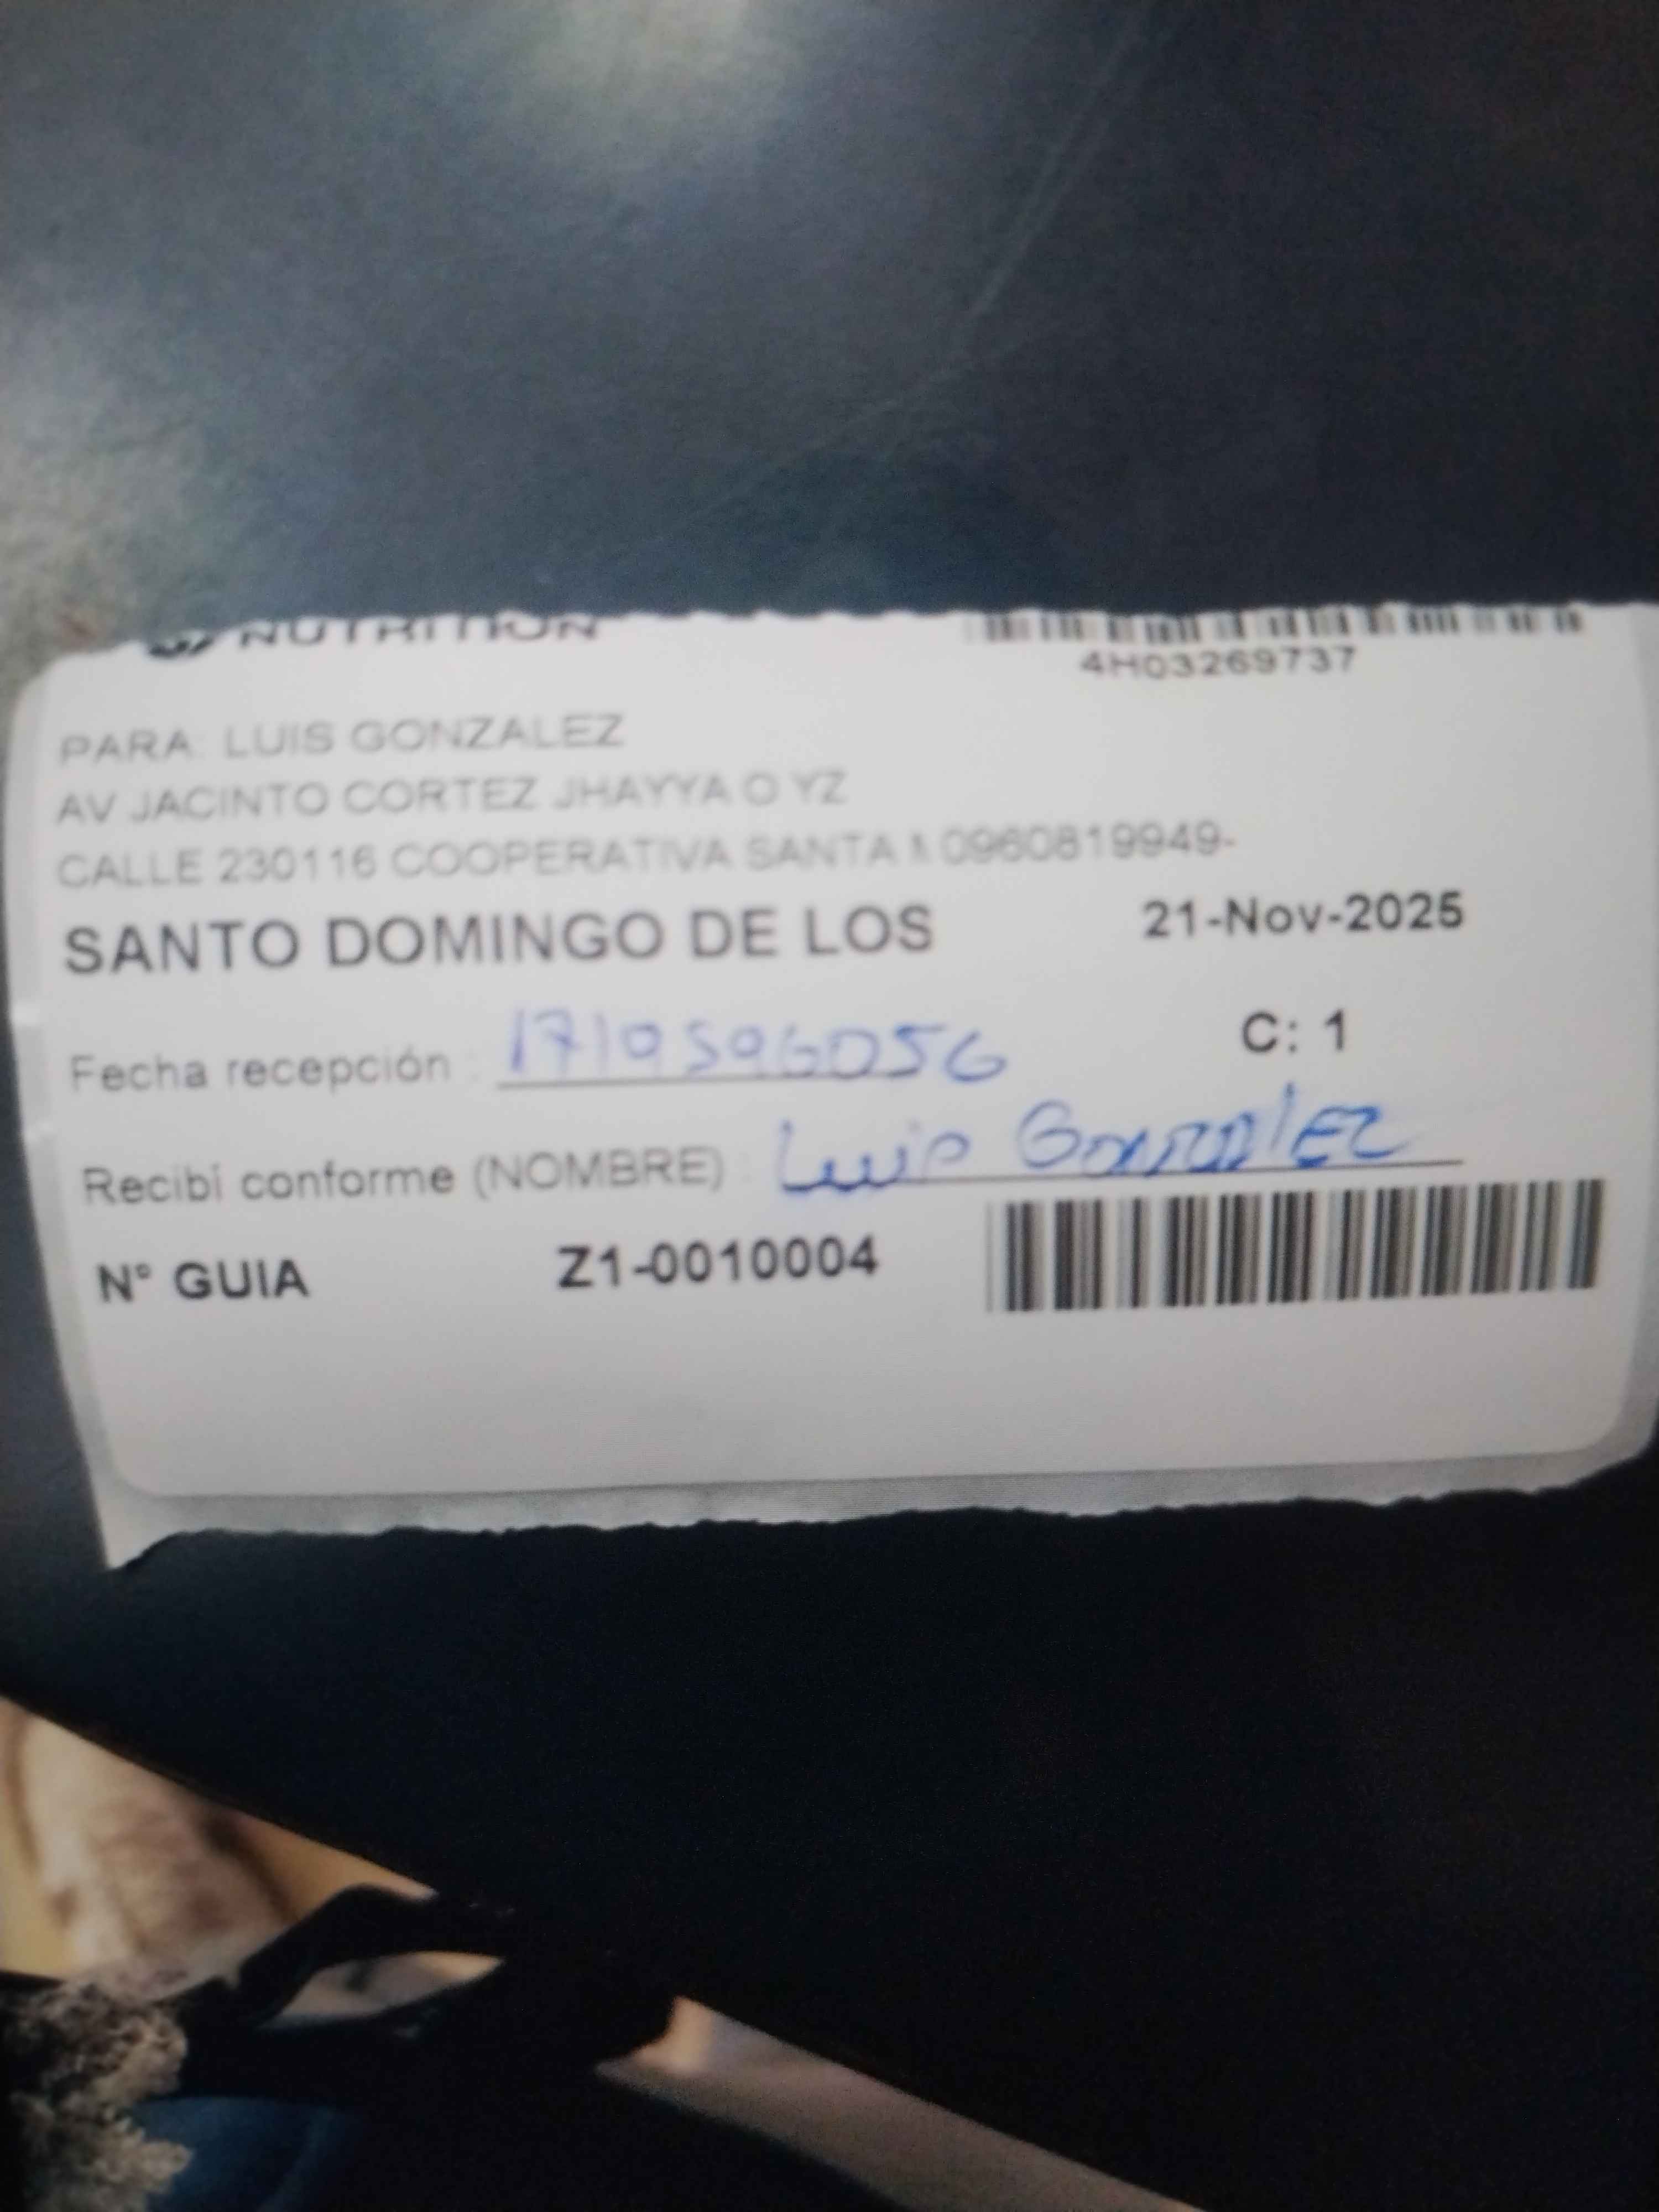 NUTRITION
4H03269737
PARA: LUIS GONZALEZ
AV JACINTO CORTEZ JHAYYA O YZ
CALLE 230116 COOPERATIVA SANTA 0960819949-
SANTO DOMINGO DE LOS 21-Nov-2025
Fecha recepción : 1719596056 C: 1
Recibí conforme (NOMBRE) : Luis GonzalEz
N° GUIA Z1-0010004